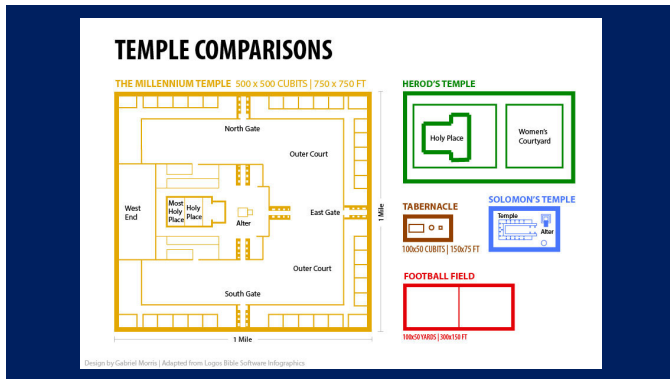 TEMPLE COMPARISONS
THE MILLENNIUM TEMPLE 500 x 500 CUBITS | 750 x 750 FT
North Gate
Outer Court
West
End
Most
Holy
Place
Holy
Place
Alter
East Gate
Outer Court
South Gate
1 Mile
1 Mile
HEROD'S TEMPLE
Holy Place
Women's
Courtyard
TABERNACLE
100x50 CUBITS | 150x75 FT
SOLOMON'S TEMPLE
Temple
Alter
FOOTBALL FIELD
100x50 YARDS | 300x150 FT
Design by Gabriel Morris | Adapted from Logos Bible Software Infographics